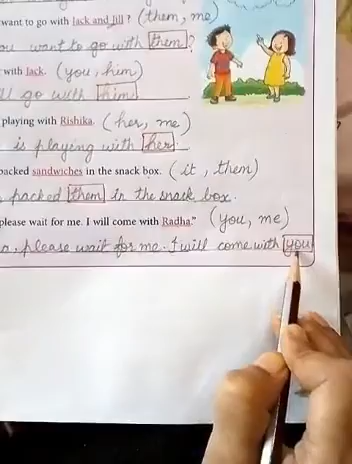 want to go with Jack and Jill? (them, me)
want to go with them?
with Jack. (you, him)
go with him
playing with Rishika. (her, me)
is playing with her.
packed sandwiches in the snack box. (it, them)
packed them in the snack box.
please wait for me. I will come with Radha." (you, me)
please wait for me. I will come with you